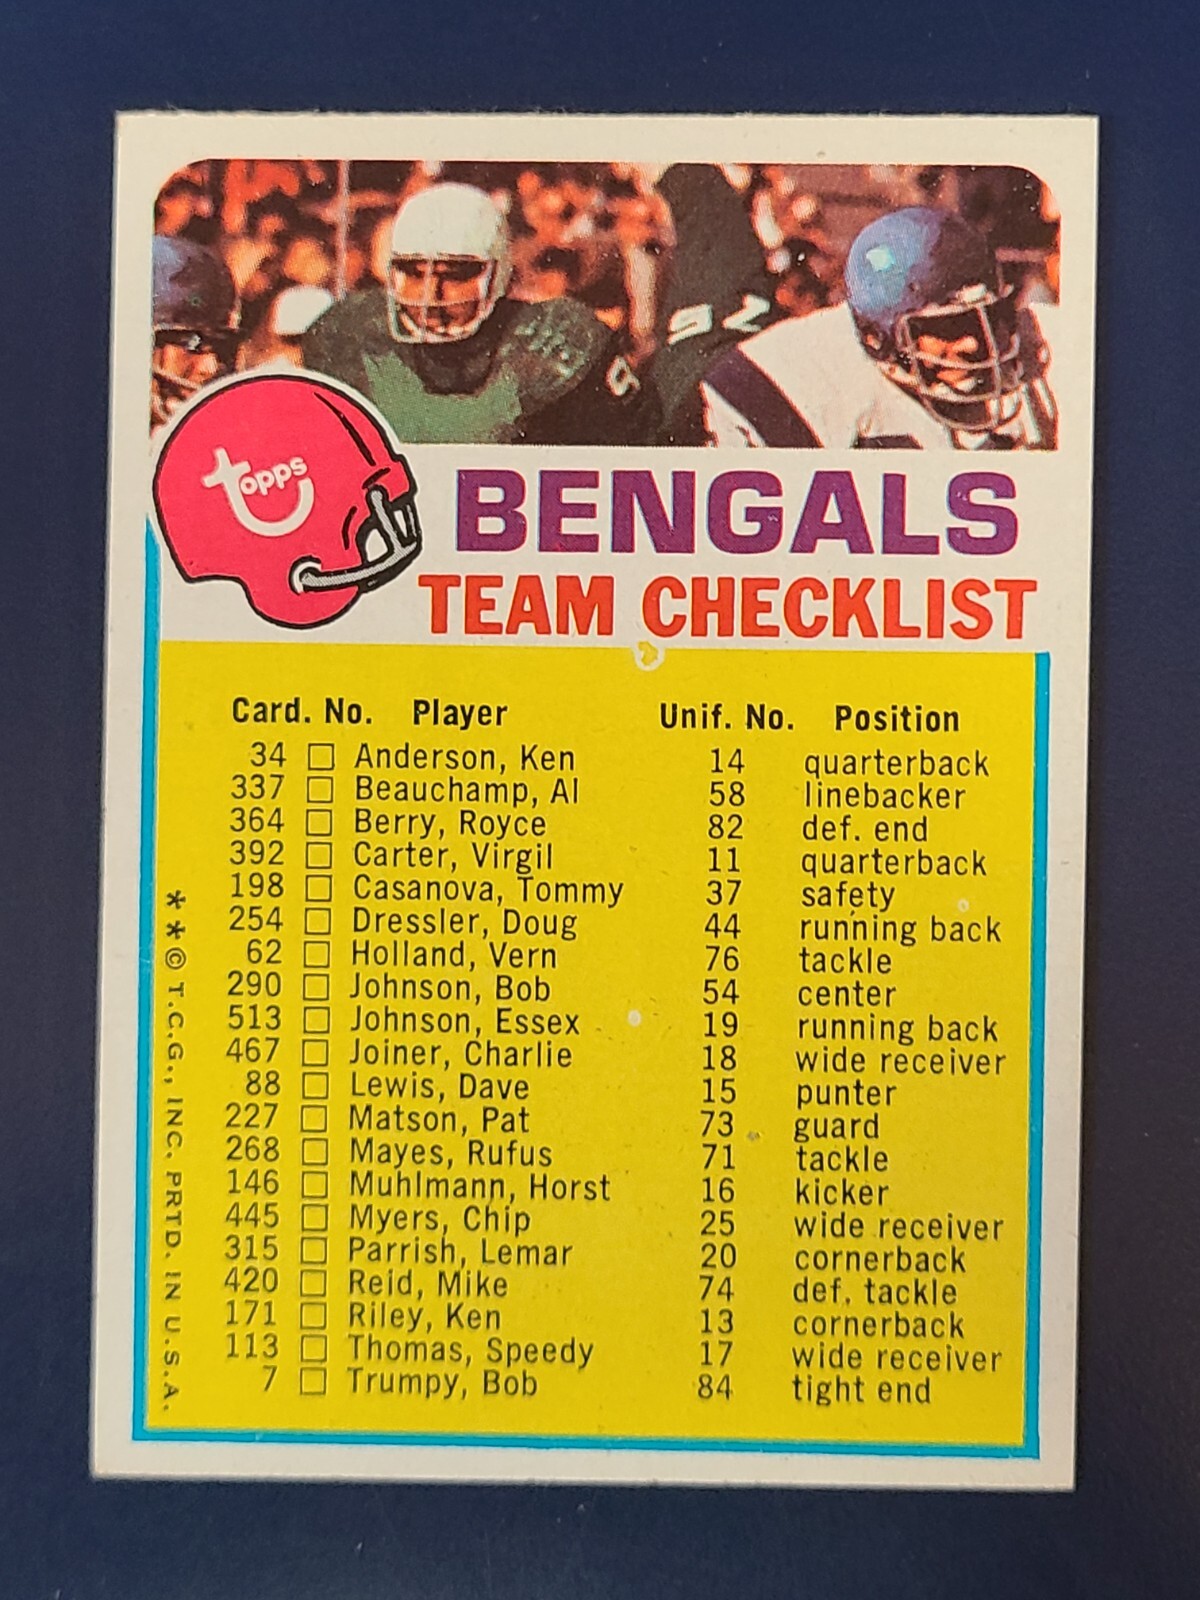 topps
BENGALS
TEAM CHECKLIST
Card. No. Player Unif. No. Position
34 Anderson, Ken 14 quarterback
337 Beauchamp, Al 58 linebacker
364 Berry, Royce 82 def. end
392 Carter, Virgil 11 quarterback
198 Casanova, Tommy 37 safety
254 Dressler, Doug 44 running back
62 Holland, Vern 76 tackle
290 Johnson, Bob 54 center
513 Johnson, Essex 19 running back
467 Joiner, Charlie 18 wide receiver
88 Lewis, Dave 15 punter
227 Matson, Pat 73 guard
268 Mayes, Rufus 71 tackle
146 Muhlmann, Horst 16 kicker
445 Myers, Chip 25 wide receiver
315 Parrish, Lemar 20 cornerback
420 Reid, Mike 74 def. tackle
171 Riley, Ken 13 cornerback
113 Thomas, Speedy 17 wide receiver
7 Trumpy, Bob 84 tight end
**© T.C.G., INC. PRTD. IN U.S.A.